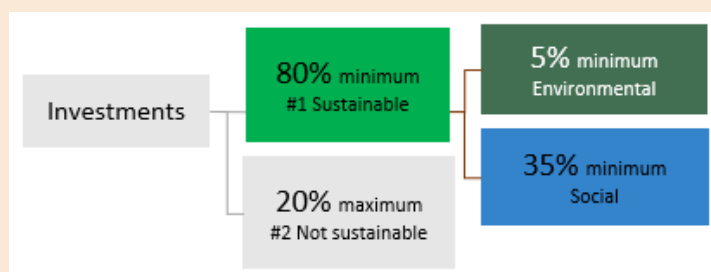 Investments
80% minimum
#1 Sustainable
20% maximum
#2 Not sustainable
5% minimum
Environmental
35% minimum
Social